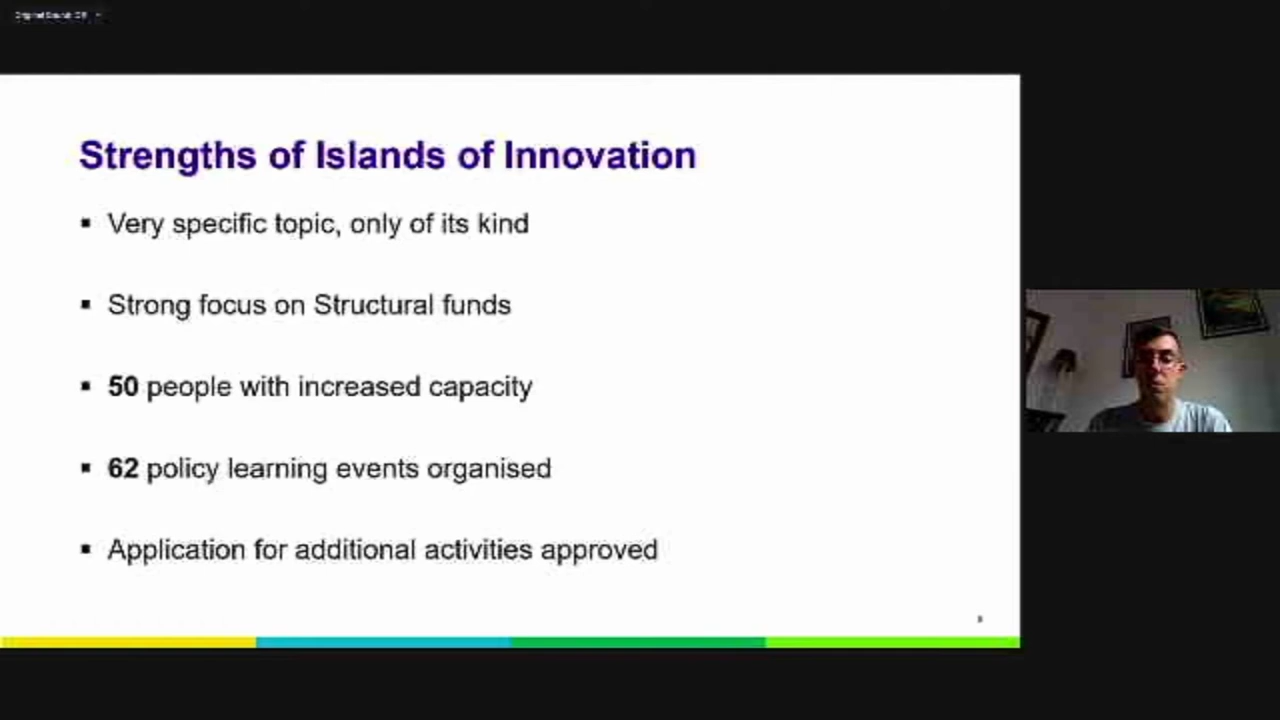 Strengths of Islands of Innovation
▪ Very specific topic, only of its kind
▪ Strong focus on Structural funds
▪ 50 people with increased capacity
▪ 62 policy learning events organised
▪ Application for additional activities approved